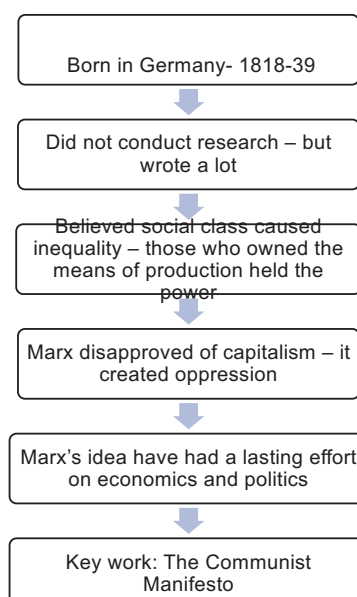 Born in Germany- 1818-39
Did not conduct research – but
wrote a lot
Believed social class caused
inequality – those who owned the
means of production held the
power
Marx disapproved of capitalism – it
created oppression
Marx's idea have had a lasting effort
on economics and politics
Key work: The Communist
Manifesto